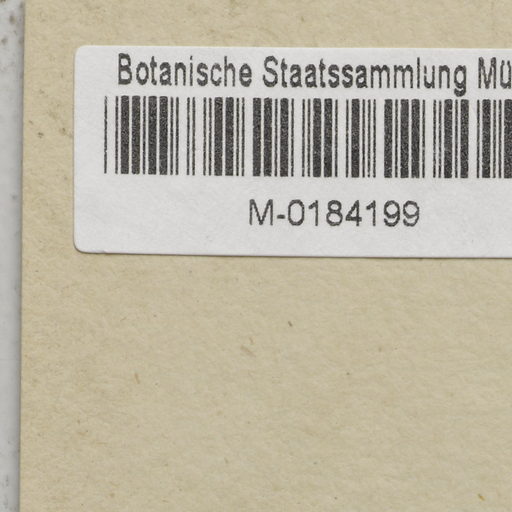 Botanische Staatssammlung Mü
M-0184199